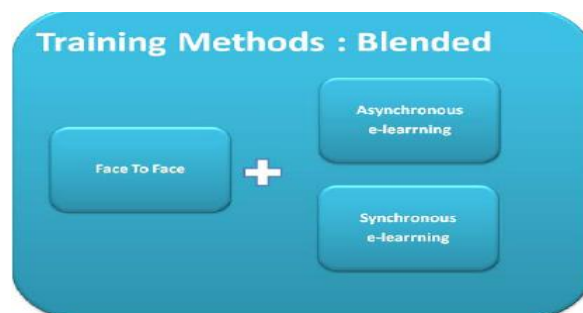 Training Methods : Blended
Face To Face
Asynchronous
e-learrning
Synchronous
e-learrning